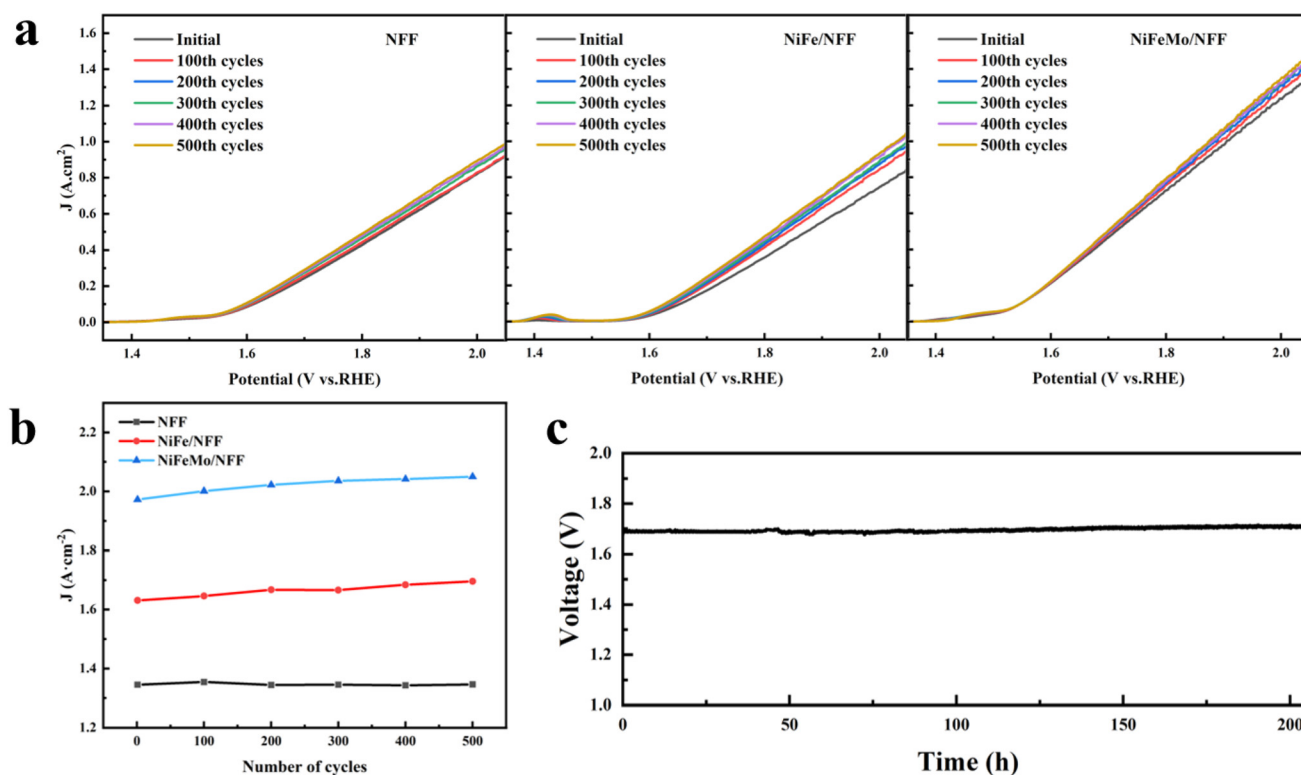 a
NFF
Initial
100th cycles
200th cycles
300th cycles
400th cycles
500th cycles
J (A.cm²)
1.6
1.4
1.2
1.0
0.8
0.6
0.4
0.2
0.0
1.4 1.6 1.8 2.0
Potential (V vs.RHE)
NiFe/NFF
Initial
100th cycles
200th cycles
300th cycles
400th cycles
500th cycles
1.4 1.6 1.8 2.0
Potential (V vs.RHE)
NiFeMo/NFF
Initial
100th cycles
200th cycles
300th cycles
400th cycles
500th cycles
1.4 1.6 1.8 2.0
Potential (V vs.RHE)
b
NFF
NiFe/NFF
NiFeMo/NFF
J (A·cm⁻²)
2.2
2.0
1.8
1.6
1.4
1.2
0 100 200 300 400 500
Number of cycles
c
Voltage (V)
2.0
1.8
1.6
1.4
1.2
1.0
0 50 100 150 200
Time (h)